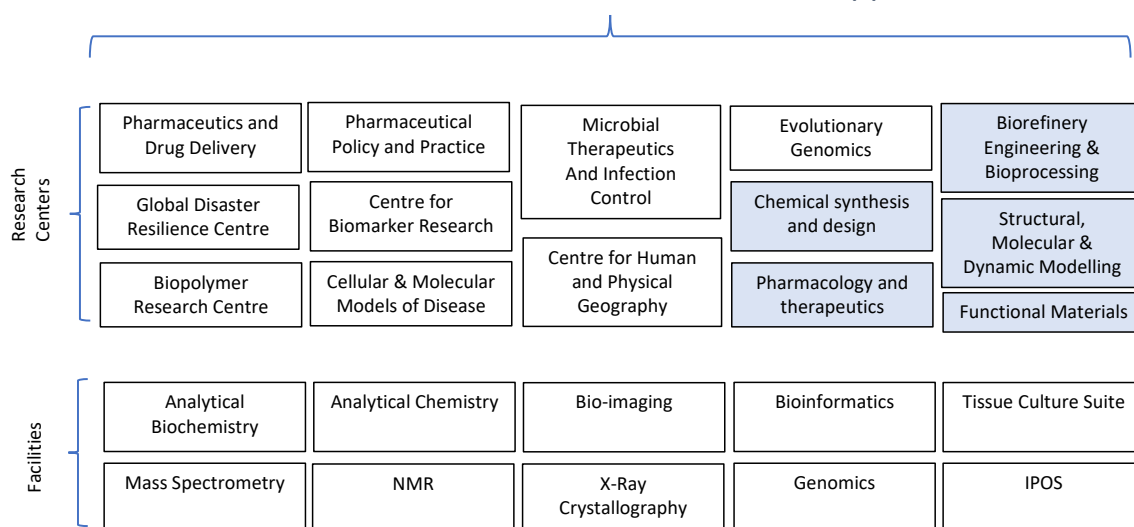 Research
Centers
Pharmaceutics and
Drug Delivery
Pharmaceutical
Policy and Practice
Microbial
Therapeutics
And Infection
Control
Evolutionary
Genomics
Biorefinery
Engineering &
Bioprocessing
Global Disaster
Resilience Centre
Centre for
Biomarker Research
Chemical synthesis
and design
Structural,
Molecular &
Dynamic Modelling
Biopolymer
Research Centre
Cellular & Molecular
Models of Disease
Centre for Human
and Physical
Geography
Pharmacology and
therapeutics
Functional Materials
Facilities
Analytical
Biochemistry
Analytical Chemistry
Bio-imaging
Bioinformatics
Tissue Culture Suite
Mass Spectrometry
NMR
X-Ray
Crystallography
Genomics
IPOS